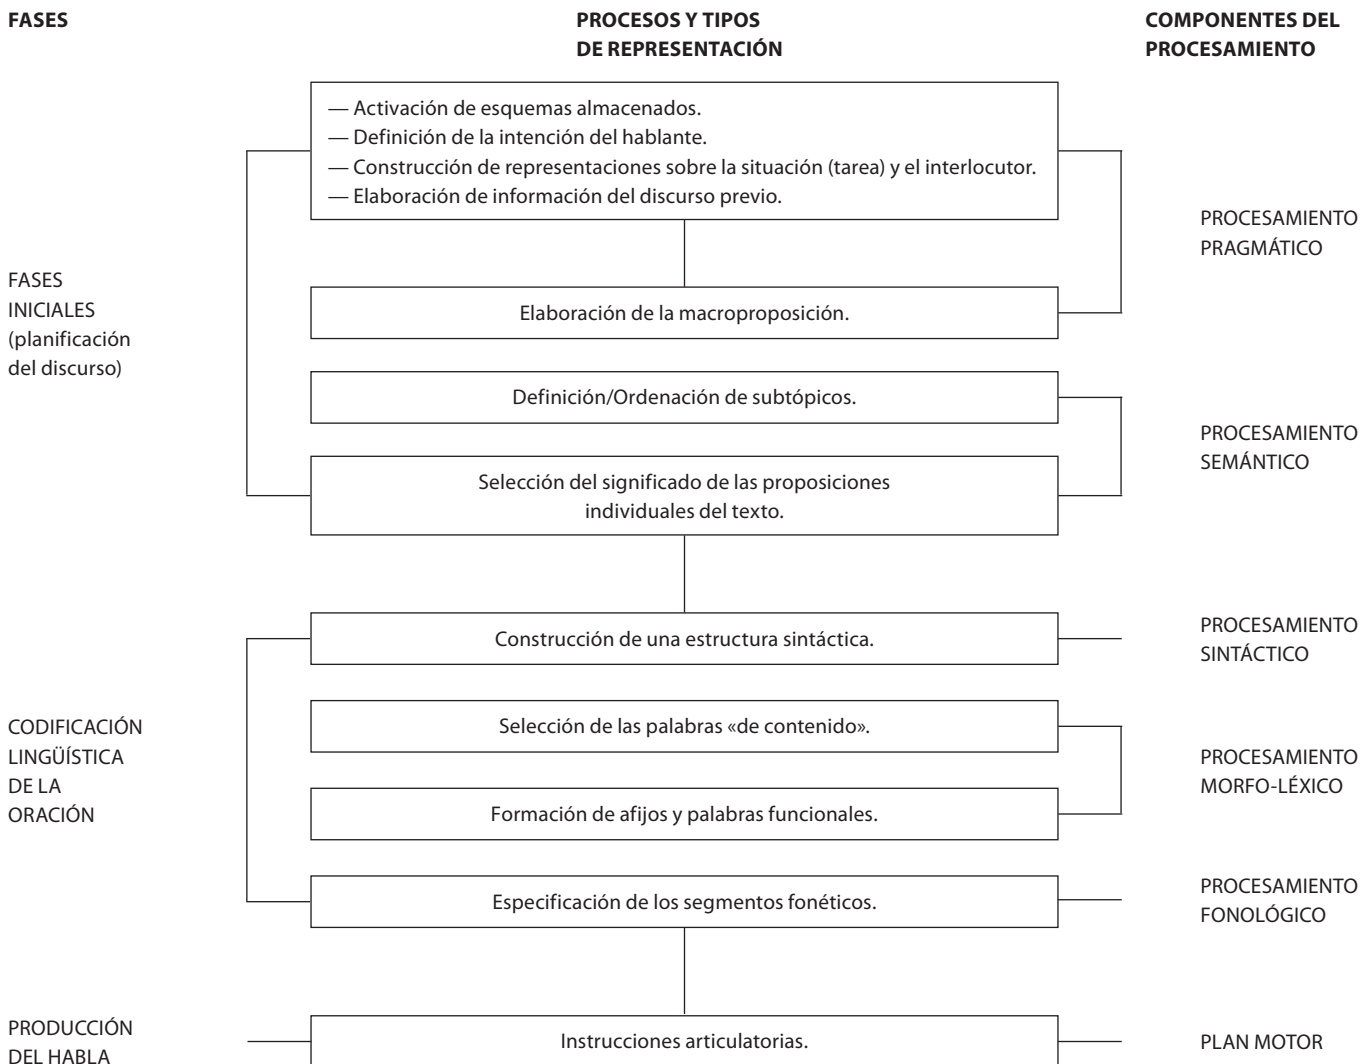 FASES
PROCESOS Y TIPOS
DE REPRESENTACIÓN
COMPONENTES DEL
PROCESAMIENTO
— Activación de esquemas almacenados.
— Definición de la intención del hablante.
— Construcción de representaciones sobre la situación (tarea) y el interlocutor.
— Elaboración de información del discurso previo.
PROCESAMIENTO
PRAGMÁTICO
FASES
INICIALES
(planificación
del discurso)
Elaboración de la macroproposición.
Definición/Ordenación de subtópicos.
Selección del significado de las proposiciones
individuales del texto.
PROCESAMIENTO
SEMÁNTICO
Construcción de una estructura sintáctica.
PROCESAMIENTO
SINTÁCTICO
CODIFICACIÓN
LINGÜÍSTICA
DE LA
ORACIÓN
Selección de las palabras «de contenido».
Formación de afijos y palabras funcionales.
PROCESAMIENTO
MORFO-LÉXICO
Especificación de los segmentos fonéticos.
PROCESAMIENTO
FONOLÓGICO
PRODUCCIÓN
DEL HABLA
Instrucciones articulatorias.
PLAN MOTOR